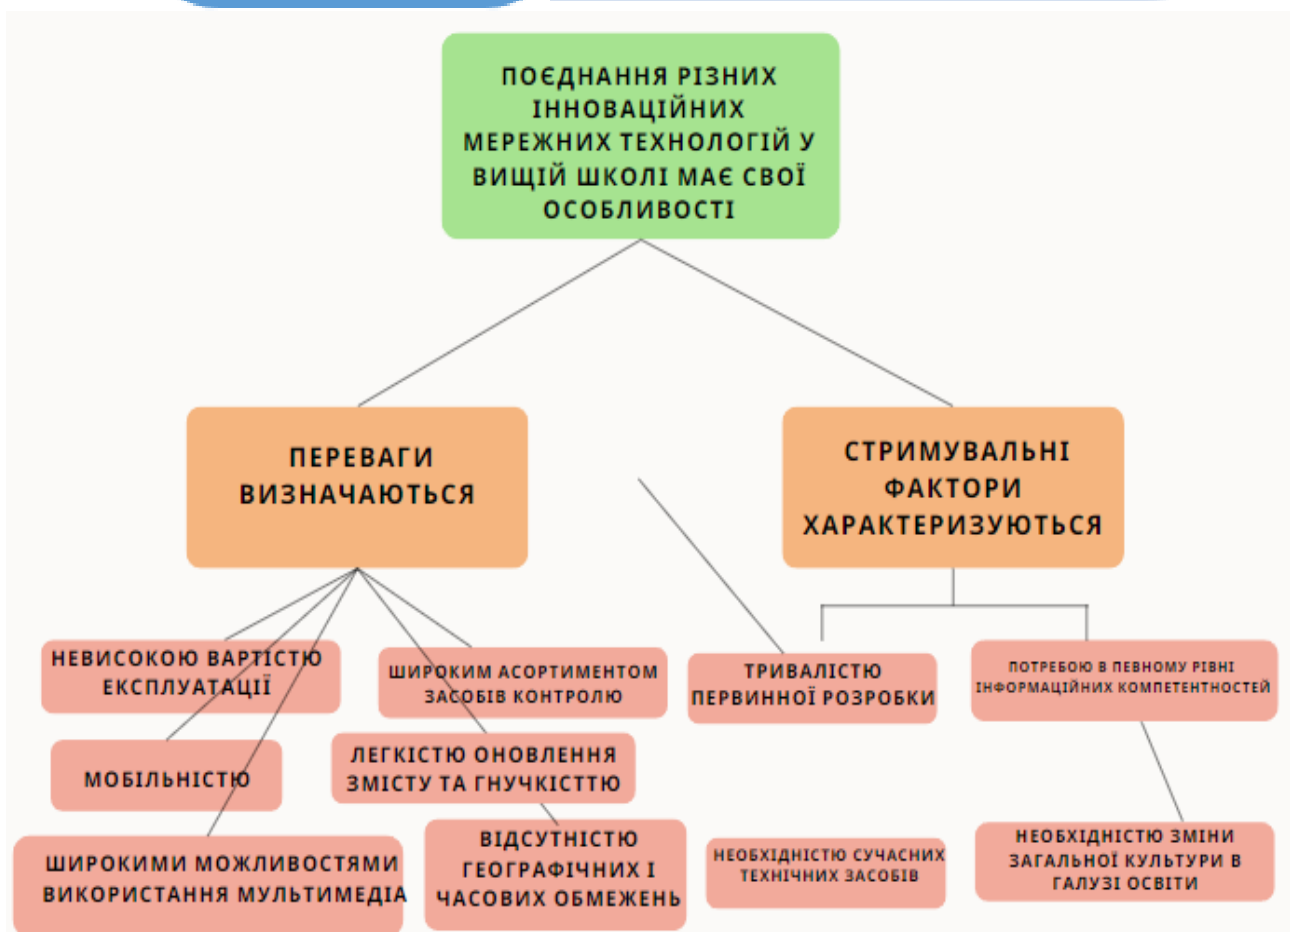 ПОЄДНАННЯ РІЗНИХ
ІННОВАЦІЙНИХ
МЕРЕЖНИХ ТЕХНОЛОГІЙ У
ВИЩІЙ ШКОЛІ МАЄ СВОЇ
ОСОБЛИВОСТІ
ПЕРЕВАГИ
ВИЗНАЧАЮТЬСЯ
СТРИМУВАЛЬНІ
ФАКТОРИ
ХАРАКТЕРИЗУЮТЬСЯ
НЕВИСОКОЮ ВАРТІСТЮ
ЕКСПЛУАТАЦІЇ
ШИРОКИМ АСОРТИМЕНТОМ
ЗАСОБІВ КОНТРОЛЮ
ТРИВАЛІСТЮ
ПЕРВИННОЇ РОЗРОБКИ
ПОТРЕБОЮ В ПЕВНОМУ РІВНІ
ІНФОРМАЦІЙНИХ КОМПЕТЕНТНОСТЕЙ
МОБІЛЬНІСТЮ
ЛЕГКІСТЮ ОНОВЛЕННЯ
ЗМІСТУ ТА ГНУЧКІСТТЮ
ШИРОКИМИ МОЖЛИВОСТЯМИ
ВИКОРИСТАННЯ МУЛЬТИМЕДІА
ВІДСУТНІСТЮ
ГЕОГРАФІЧНИХ І
ЧАСОВИХ ОБМЕЖЕНЬ
НЕОБХІДНІСТЮ СУЧАСНИХ
ТЕХНІЧНИХ ЗАСОБІВ
НЕОБХІДНІСТЮ ЗМІНИ
ЗАГАЛЬНОЇ КУЛЬТУРИ В
ГАЛУЗІ ОСВІТИ